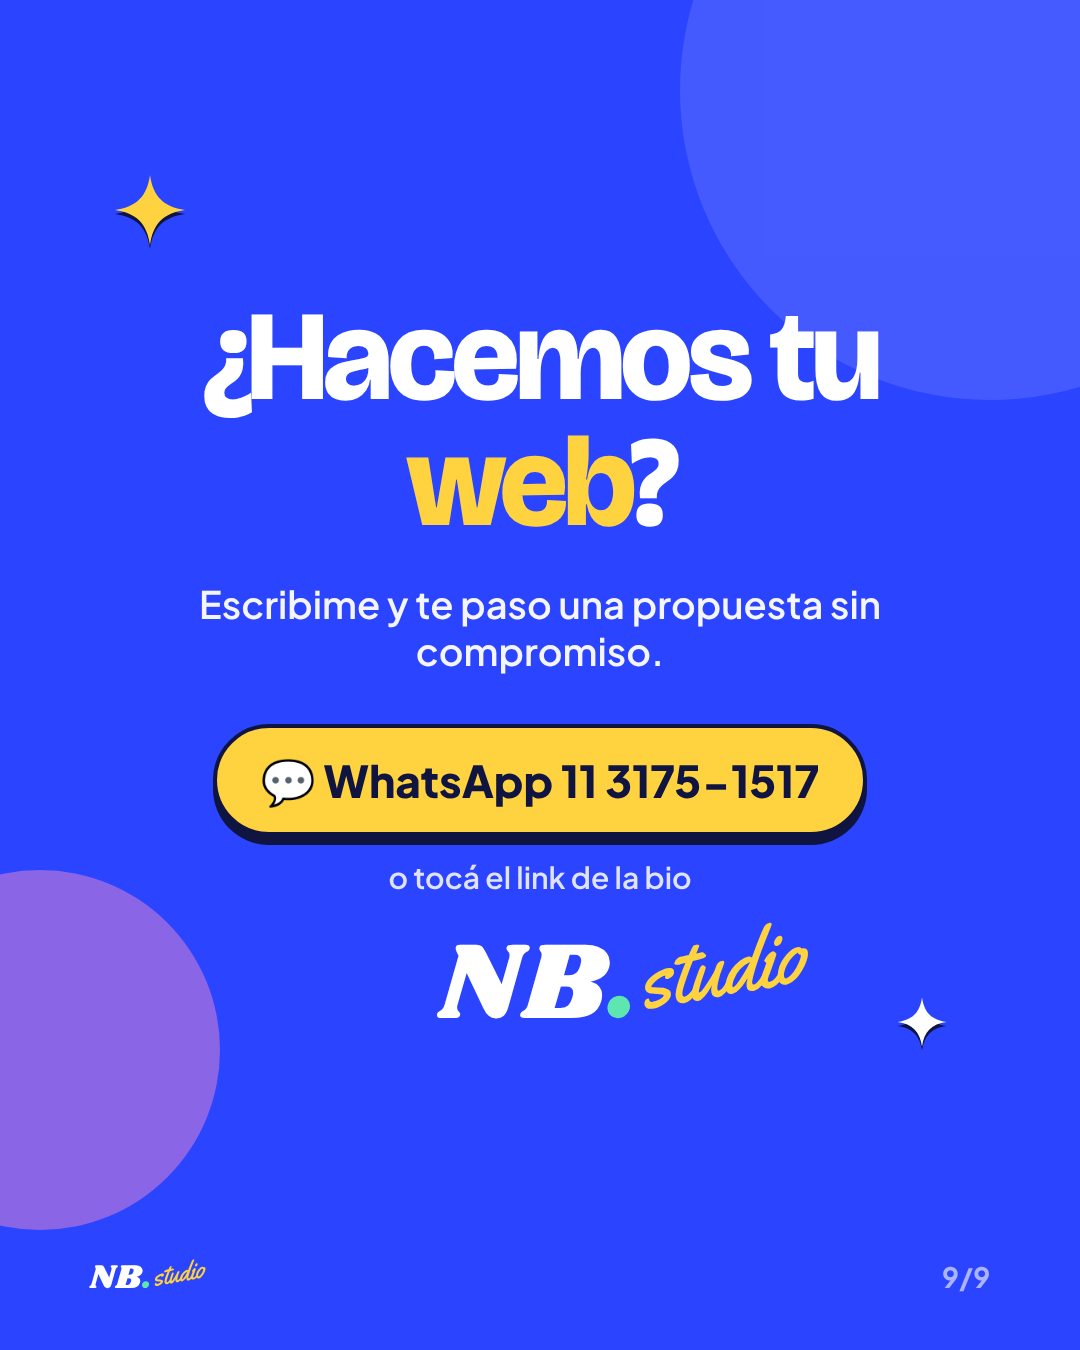 ¿Hacemos tu
web?
Escribime y te paso una propuesta sin
compromiso.
💬 WhatsApp 11 3175-1517
o tocá el link de la bio
NB. studio
NB. studio
9/9